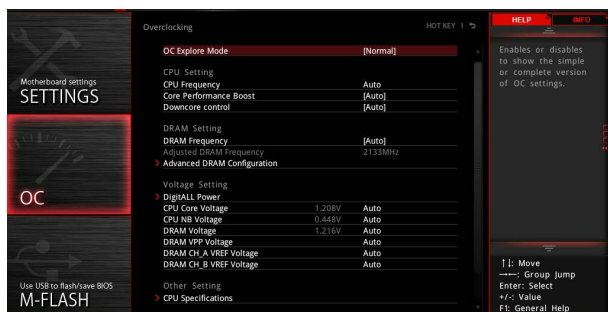 Overclocking
HOT KEY |
HELP
INFO
OC Explore Mode [Normal]
CPU Setting
CPU Frequency Auto
Core Performance Boost [Auto]
Downcore control [Auto]
DRAM Setting
DRAM Frequency [Auto]
Adjusted DRAM Frequency 2133MHz
Advanced DRAM Configuration
Voltage Setting
DigitALL Power
CPU Core Voltage 1.208V Auto
CPU NB Voltage 0.448V Auto
DRAM Voltage 1.216V Auto
DRAM VPP Voltage Auto
DRAM CH_A VREF Voltage Auto
DRAM CH_B VREF Voltage Auto
Other Setting
CPU Specifications
Motherboard settings
SETTINGS
OC
Use USB to flash/save BIOS
M-FLASH
Enables or disables
to show the simple
or complete version
of OC settings.
↑↓: Move
→←: Group Jump
Enter: Select
+/-: Value
F1: General Help